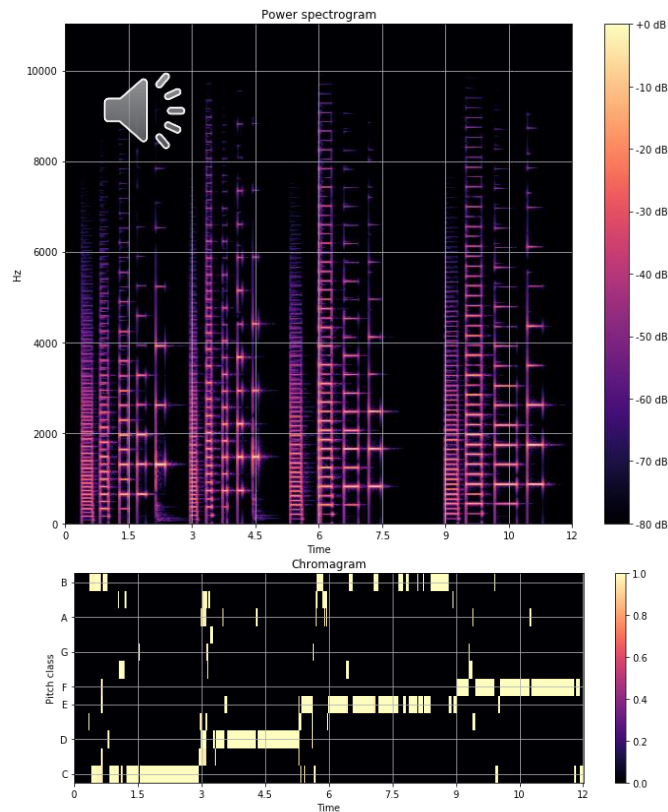 Power spectrogram
+0 dB
10000
-10 dB
8000
-20 dB
-30 dB
6000
Hz
-40 dB
4000
-50 dB
-60 dB
2000
-70 dB
0
-80 dB
0 1.5 3 4.5 6 7.5 9 10 12
Time
Chromagram
B
1.0
A
0.8
G
0.6
Pitch class
F
E
0.4
D
0.2
C
0.0
0 1.5 3 4.5 6 7.5 9 10 12
Time